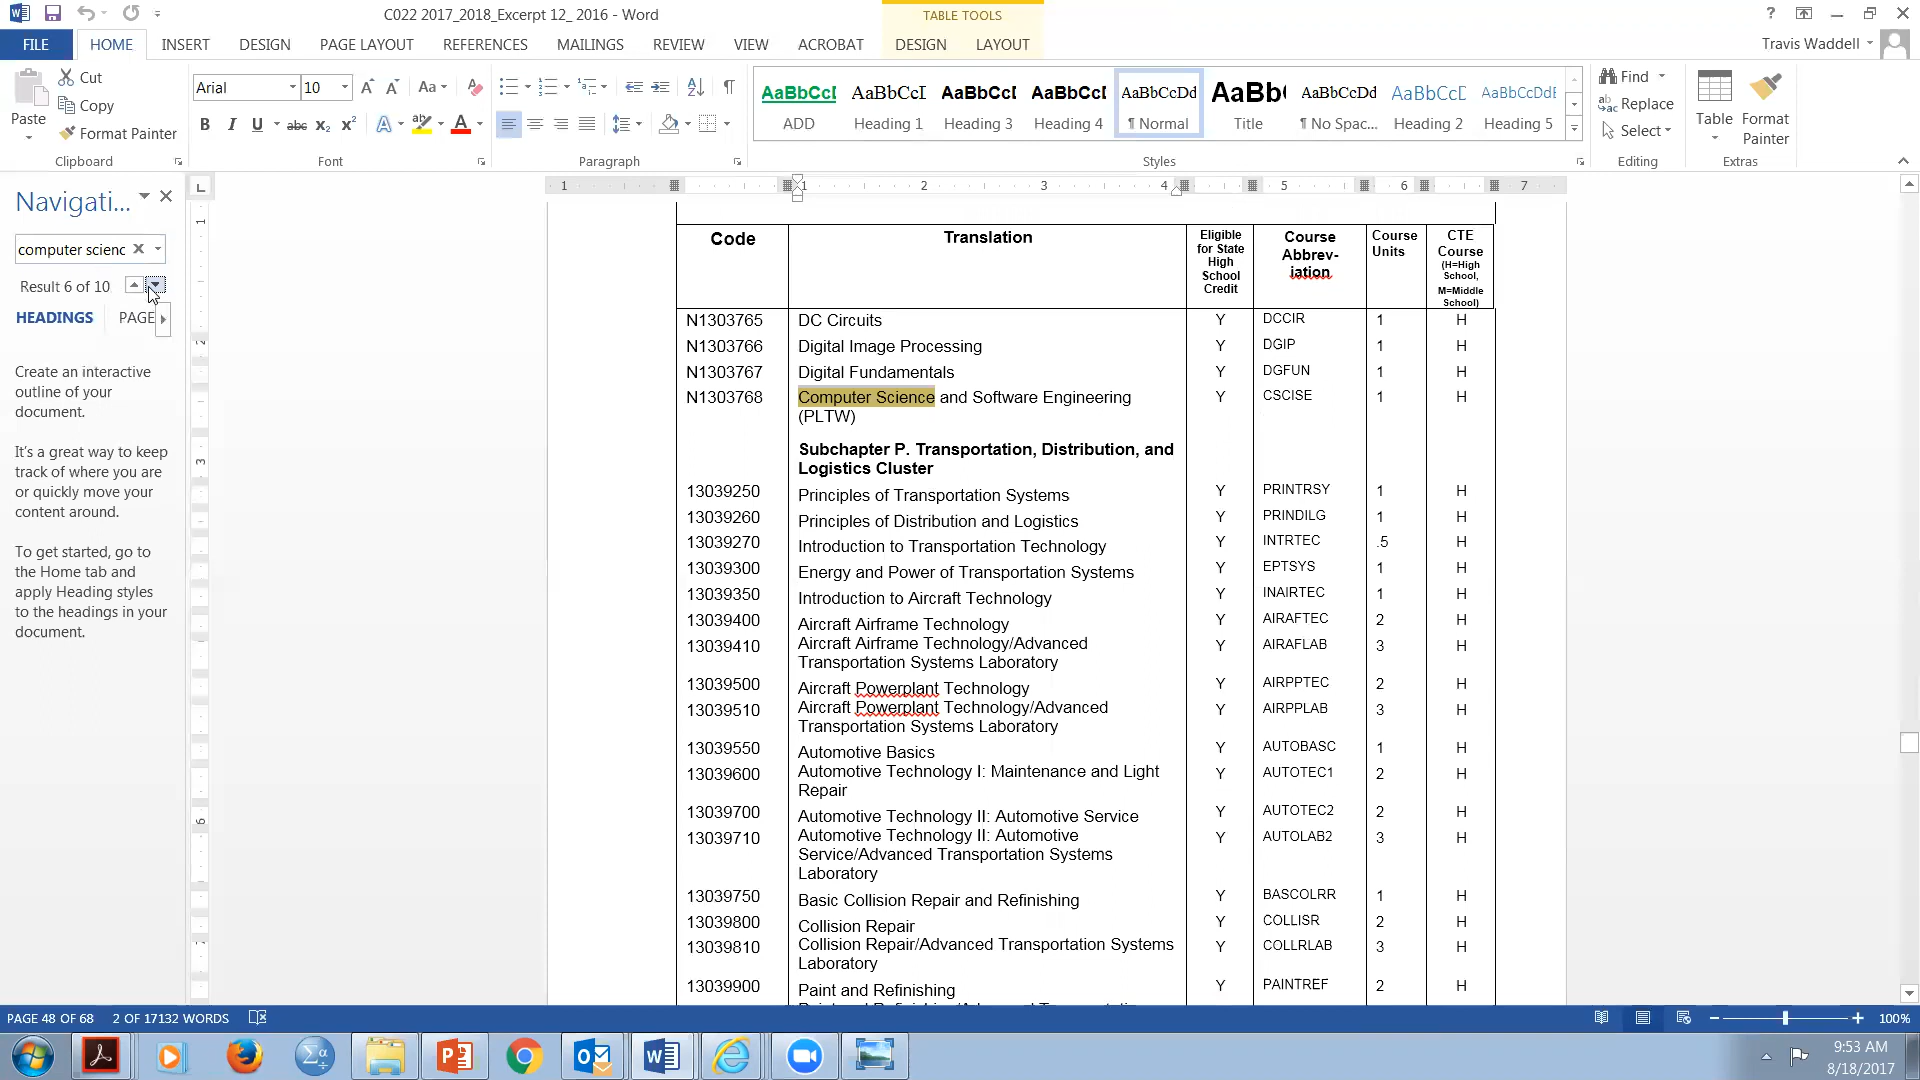 C022 2017_2018_Excerpt 12_ 2016 - Word
TABLE TOOLS
FILE HOME INSERT DESIGN PAGE LAYOUT REFERENCES MAILINGS REVIEW VIEW ACROBAT DESIGN LAYOUT
Travis Waddell
Paste
Cut
Copy
Format Painter
Clipboard
Arial 10
Font
Paragraph
AaBbCcI AaBbCcI AaBbCcI AaBbCcI AaBbCcDd AaBb( AaBbCcDd AaBbCcD AaBbCcDdE
ADD Heading 1 Heading 3 Heading 4 ¶ Normal Title ¶ No Spac... Heading 2 Heading 5
Styles
Find
Replace
Select
Editing
Table
Format Painter
Extras
Navigati...
computer scienc
Result 6 of 10
HEADINGS PAGE
Create an interactive
outline of your
document.
It's a great way to keep
track of where you are
or quickly move your
content around.
To get started, go to
the Home tab and
apply Heading styles
to the headings in your
document.
1 1 2 3 4 5 6 7
Code
Translation
Eligible
for State
High
School
Credit
Course
Abbrev-
iation
Course
Units
CTE
Course
(H=High
School,
M=Middle
School)
N1303765 DC Circuits Y DCCIR 1 H
N1303766 Digital Image Processing Y DGIP 1 H
N1303767 Digital Fundamentals Y DGFUN 1 H
N1303768 Computer Science and Software Engineering Y CSCISE 1 H
(PLTW)
Subchapter P. Transportation, Distribution, and
Logistics Cluster
13039250 Principles of Transportation Systems Y PRINTRSY 1 H
13039260 Principles of Distribution and Logistics Y PRINDILG 1 H
13039270 Introduction to Transportation Technology Y INTRTEC .5 H
13039300 Energy and Power of Transportation Systems Y EPTSYS 1 H
13039350 Introduction to Aircraft Technology Y INAIRTEC 1 H
13039400 Aircraft Airframe Technology Y AIRAFTEC 2 H
13039410 Aircraft Airframe Technology/Advanced Y AIRAFLAB 3 H
Transportation Systems Laboratory
13039500 Aircraft Powerplant Technology Y AIRPPTEC 2 H
13039510 Aircraft Powerplant Technology/Advanced Y AIRPPLAB 3 H
Transportation Systems Laboratory
13039550 Automotive Basics Y AUTOBASC 1 H
13039600 Automotive Technology I: Maintenance and Light Y AUTOTEC1 2 H
Repair
13039700 Automotive Technology II: Automotive Service Y AUTOTEC2 2 H
13039710 Automotive Technology II: Automotive Y AUTOLAB2 3 H
Service/Advanced Transportation Systems
Laboratory
13039750 Basic Collision Repair and Refinishing Y BASCOLRR 1 H
13039800 Collision Repair Y COLLISR 2 H
13039810 Collision Repair/Advanced Transportation Systems Y COLLRLAB 3 H
Laboratory
13039900 Paint and Refinishing Y PAINTREF 2 H
PAGE 48 OF 68 2 OF 17132 WORDS
100%
9:53 AM
8/18/2017